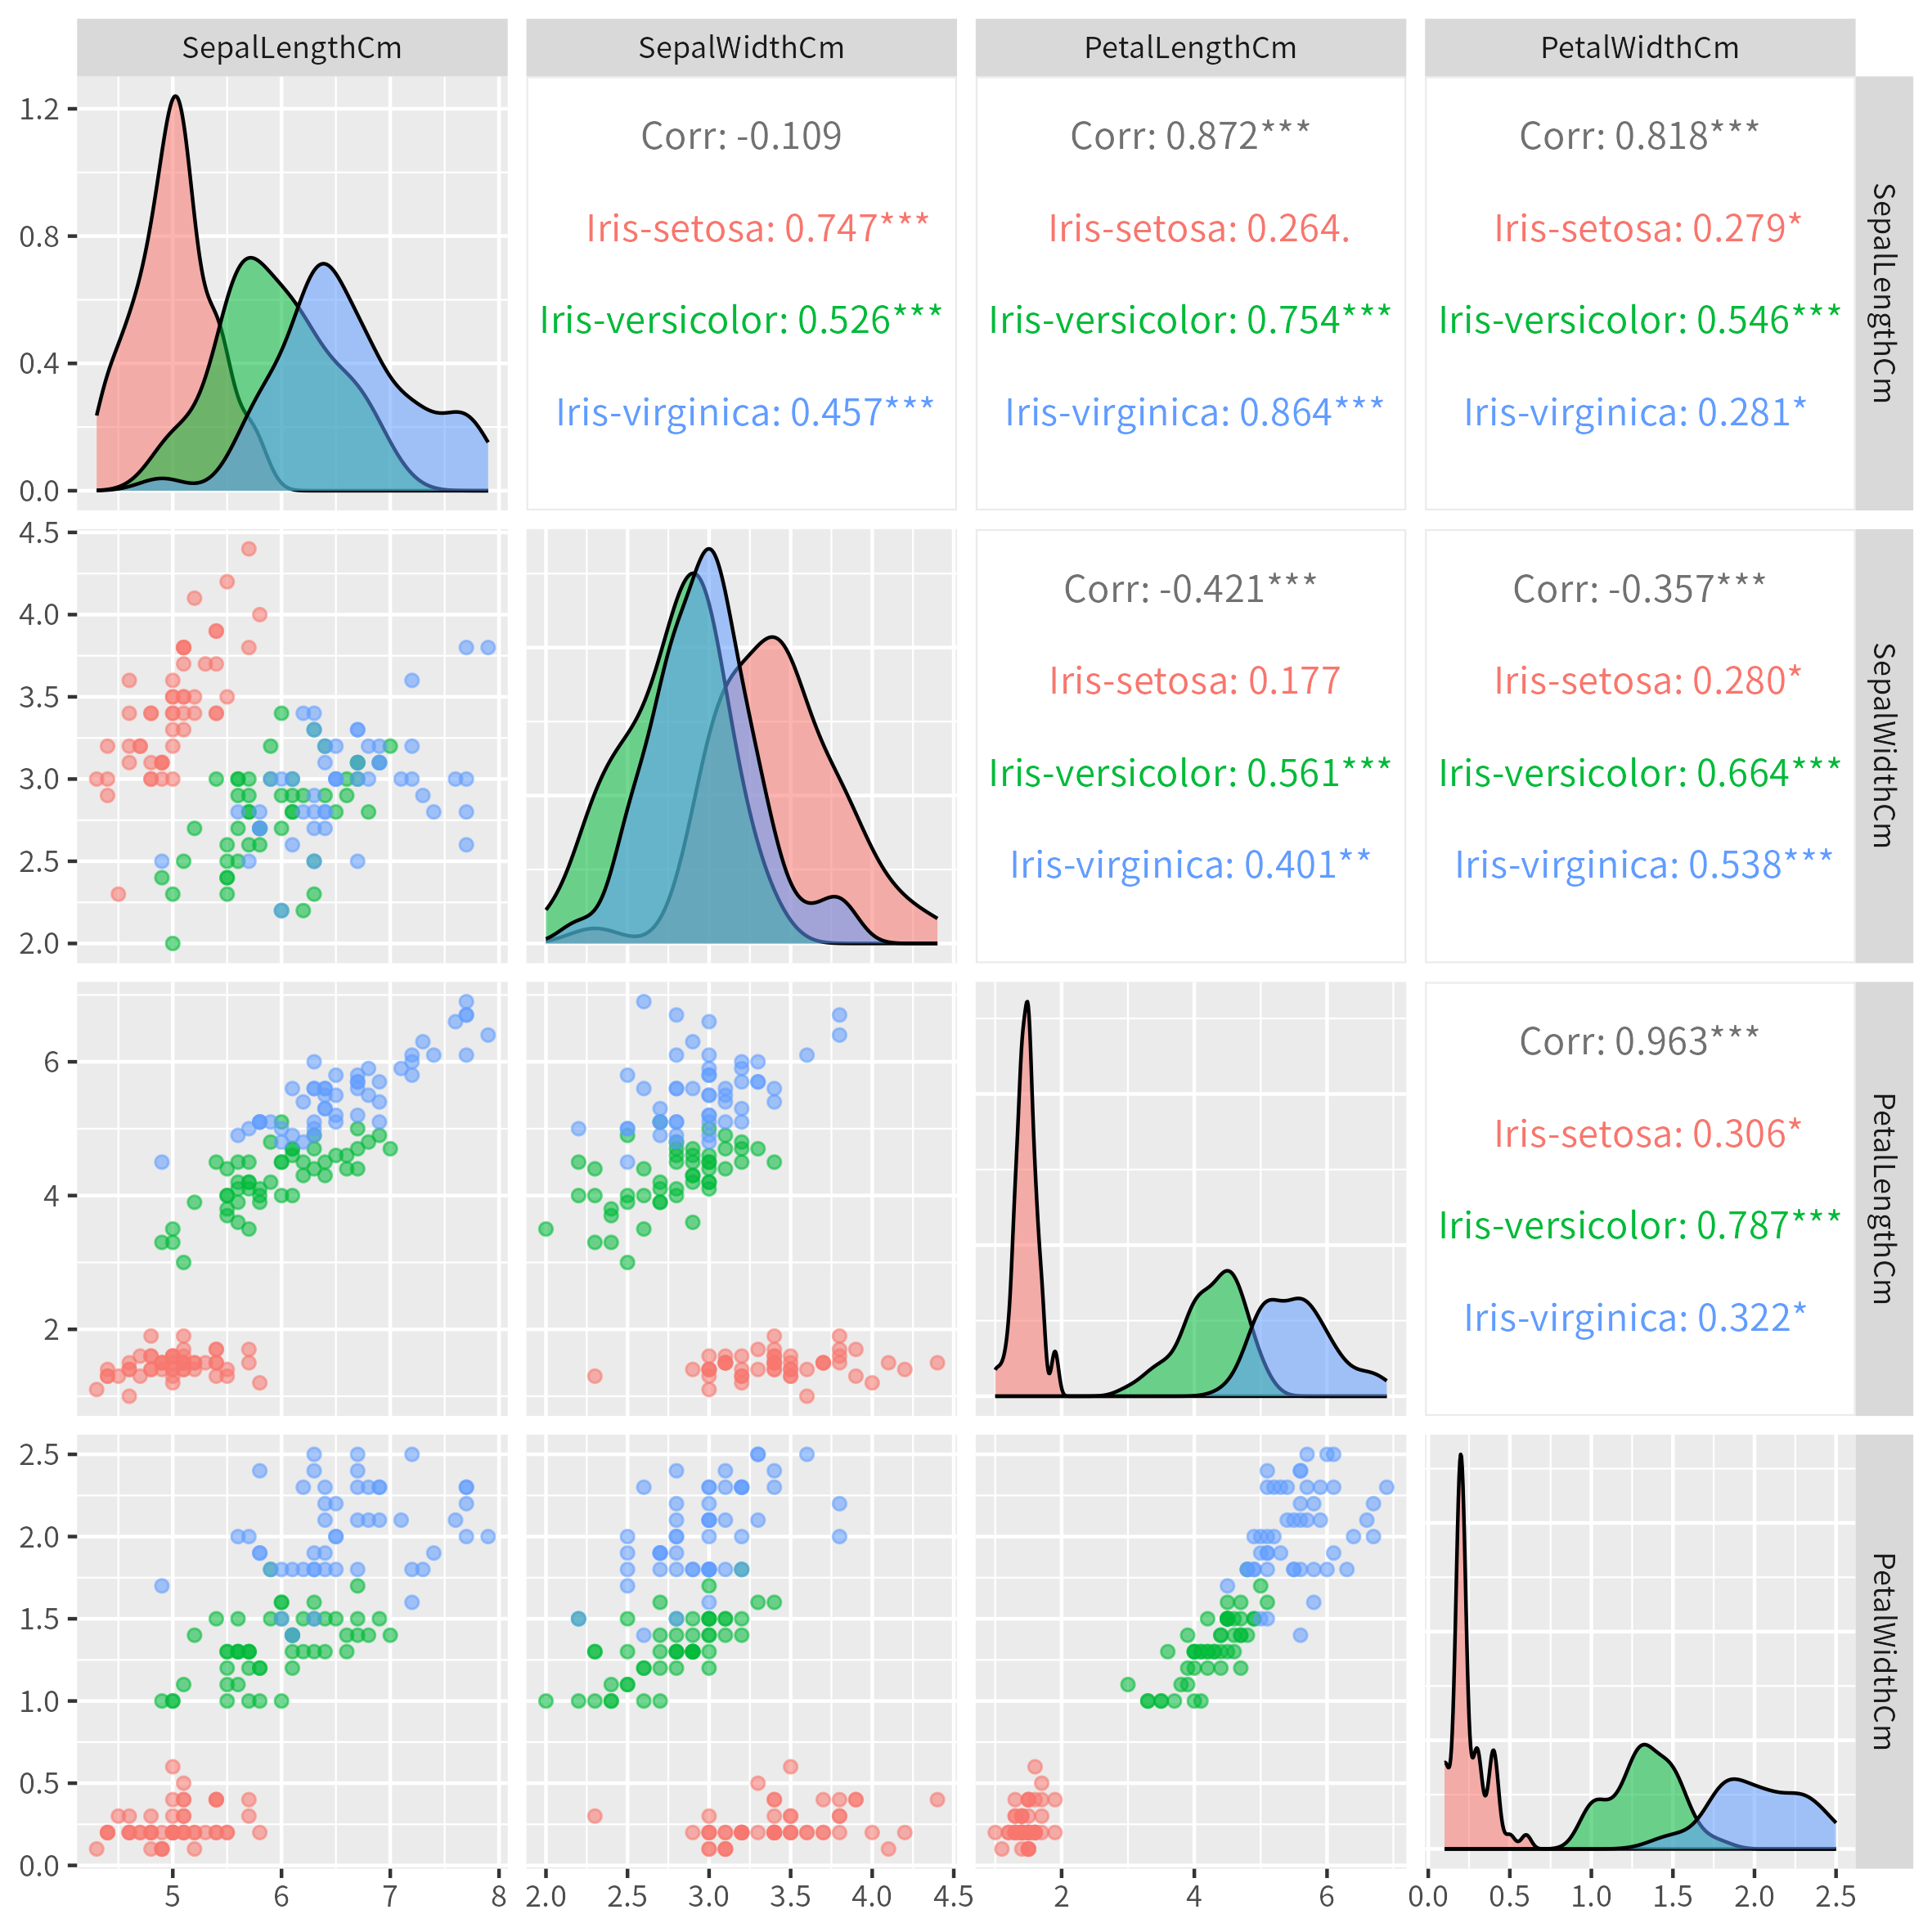 SepalLengthCm
SepalWidthCm
PetalLengthCm
PetalWidthCm
1.2
0.8
0.4
0.0
Corr: -0.109
Iris-setosa: 0.747***
Iris-versicolor: 0.526***
Iris-virginica: 0.457***
Corr: 0.872***
Iris-setosa: 0.264.
Iris-versicolor: 0.754***
Iris-virginica: 0.864***
Corr: 0.818***
Iris-setosa: 0.279*
Iris-versicolor: 0.546***
Iris-virginica: 0.281*
SepalLengthCm
4.5
4.0
3.5
3.0
2.5
2.0
Corr: -0.421***
Iris-setosa: 0.177
Iris-versicolor: 0.561***
Iris-virginica: 0.401**
Corr: -0.357***
Iris-setosa: 0.280*
Iris-versicolor: 0.664***
Iris-virginica: 0.538***
SepalWidthCm
6
4
2
Corr: 0.963***
Iris-setosa: 0.306*
Iris-versicolor: 0.787***
Iris-virginica: 0.322*
PetalLengthCm
2.5
2.0
1.5
1.0
0.5
0.0
PetalWidthCm
5 6 7 8
2.0 2.5 3.0 3.5 4.0 4.5
2 4 6
0.0 0.5 1.0 1.5 2.0 2.5